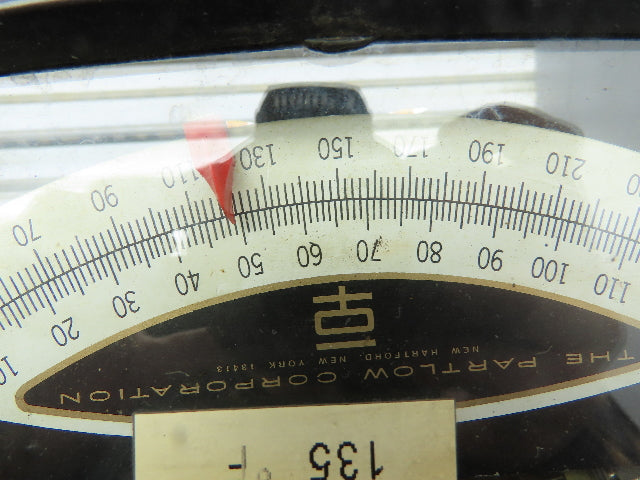 135 °F
THE PARTLOW CORPORATION
NEW HARTFORD, NEW YORK 13413
110 100 90 80 70 60 50 40 30 20 10
210 190 170 150 130 110 90 70